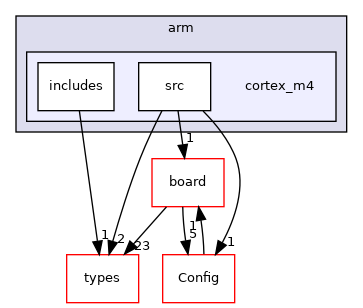 arm
includes
src
cortex_m4
1
board
1
5
1
2
23
1
types
Config